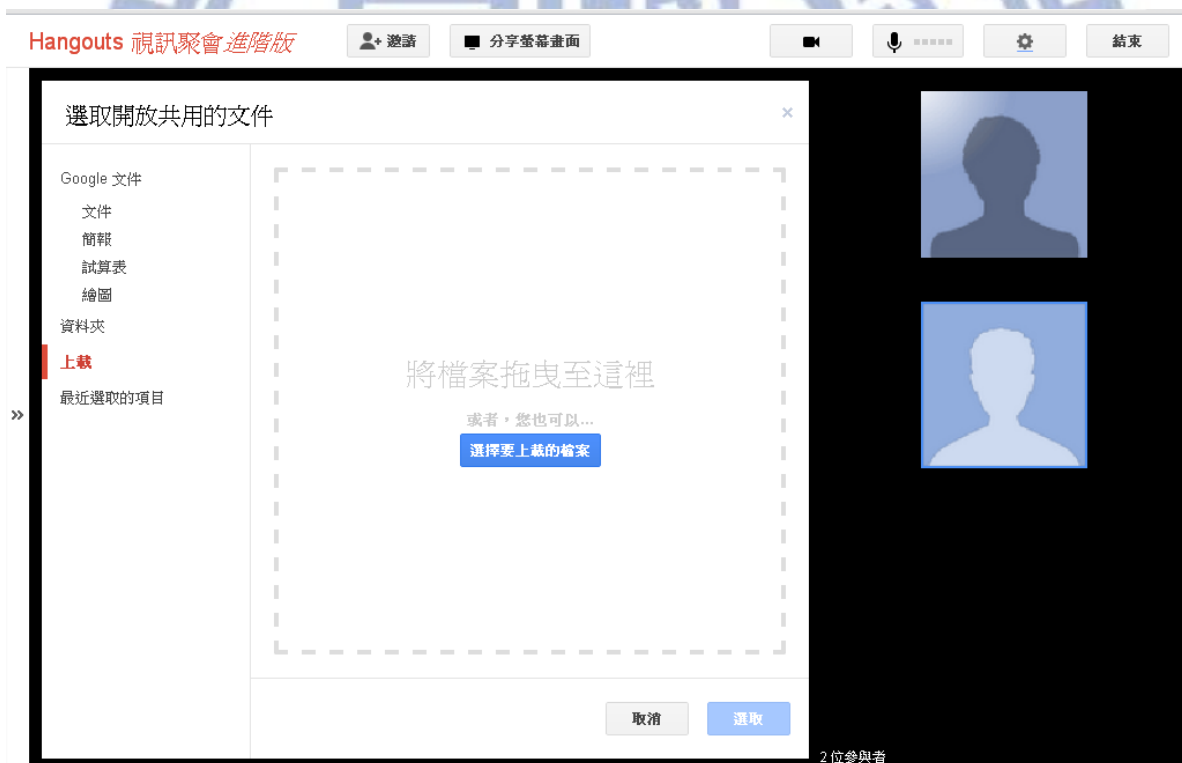 Hangouts 視訊聚會進階版
邀請
分享螢幕畫面
結束
選取開放共用的文件
×
Google 文件
文件
簡報
試算表
繪圖
資料夾
上載
最近選取的項目
»
將檔案拖曳至這裡
或者，您也可以...
選擇要上載的檔案
取消
選取
2 位參與者